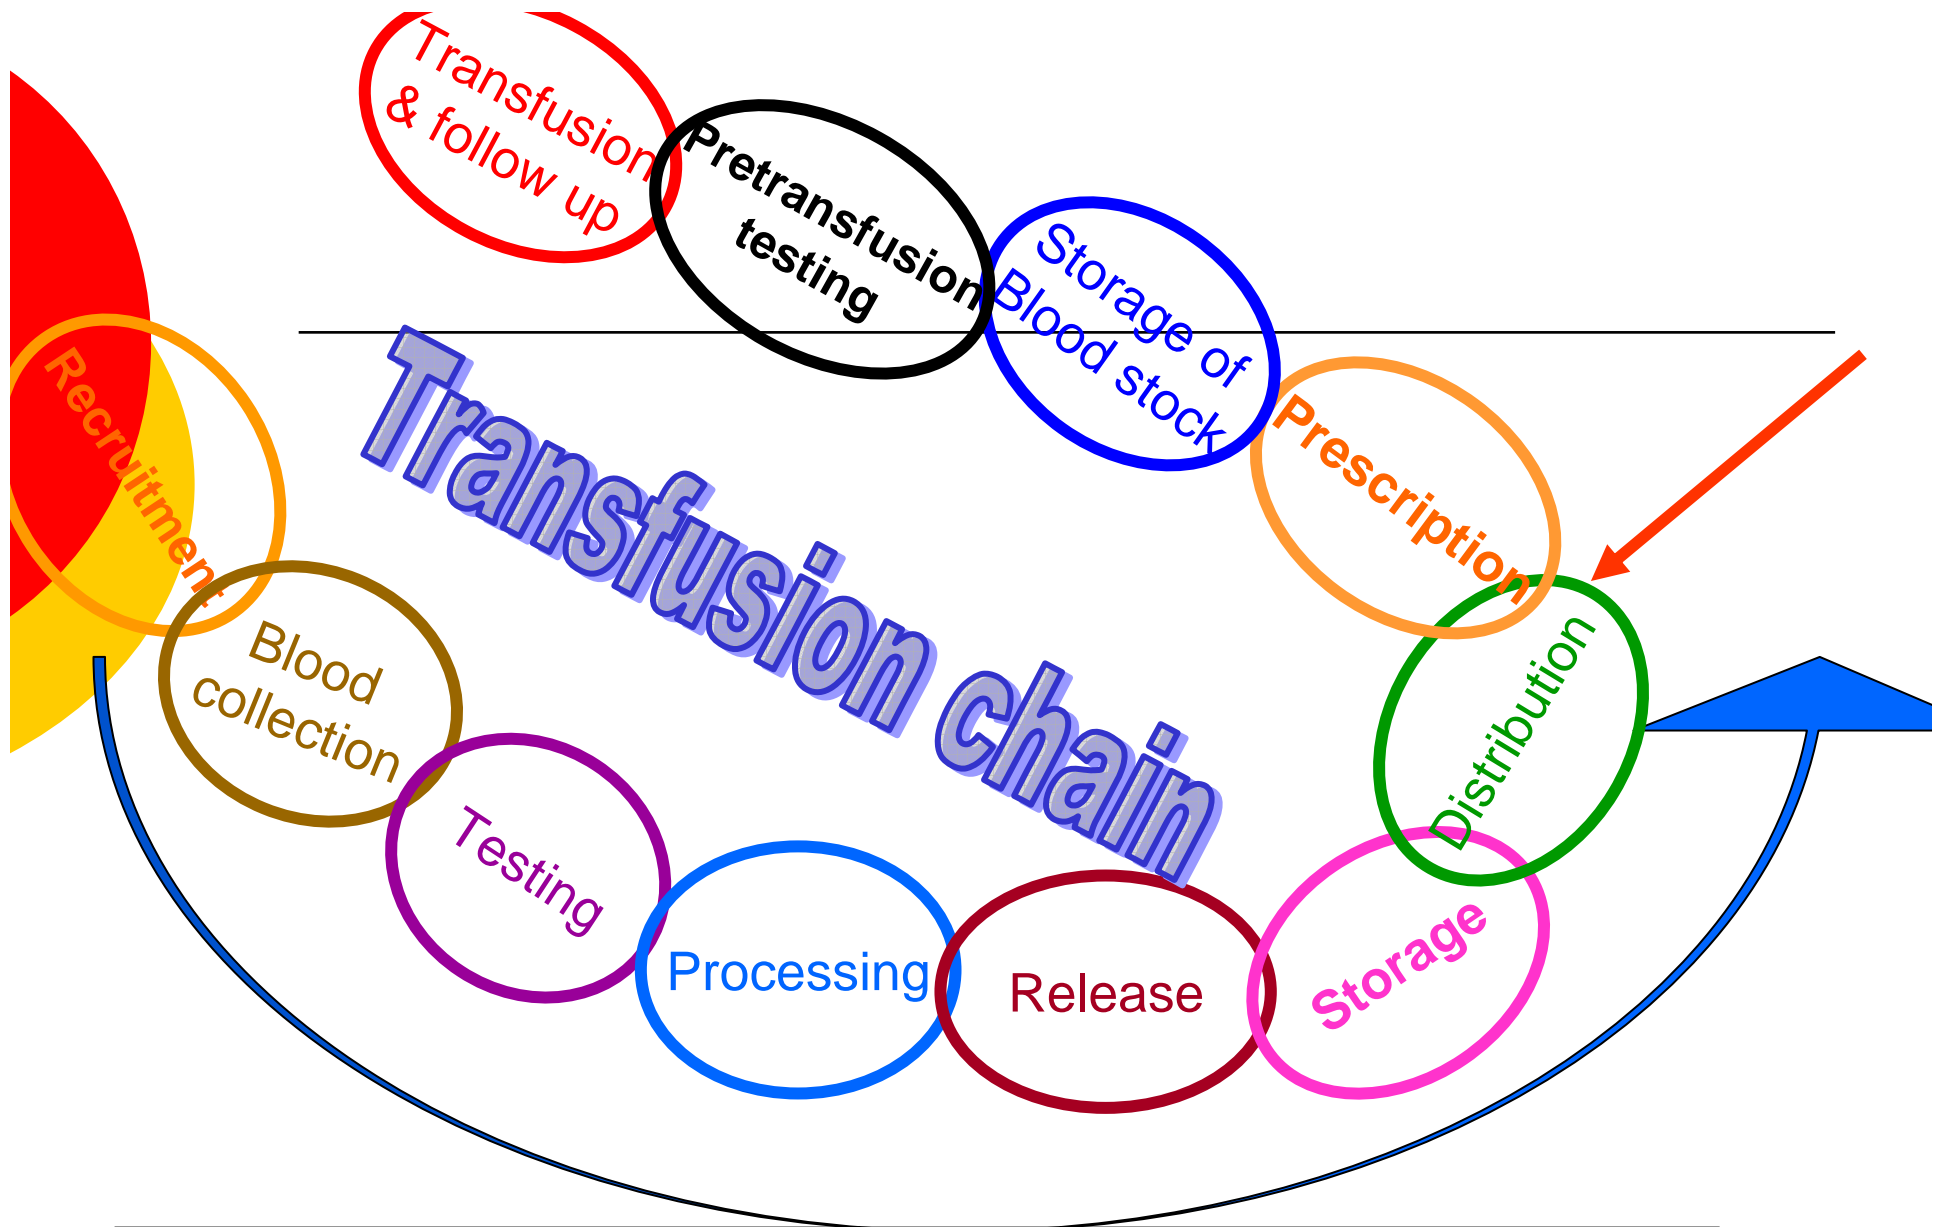 Transfusion
& follow up
Pretransfusion
testing
Storage of
Blood stock
Prescription
Recruitment
Transfusion chain
Distribution
Blood
collection
Testing
Storage
Processing
Release